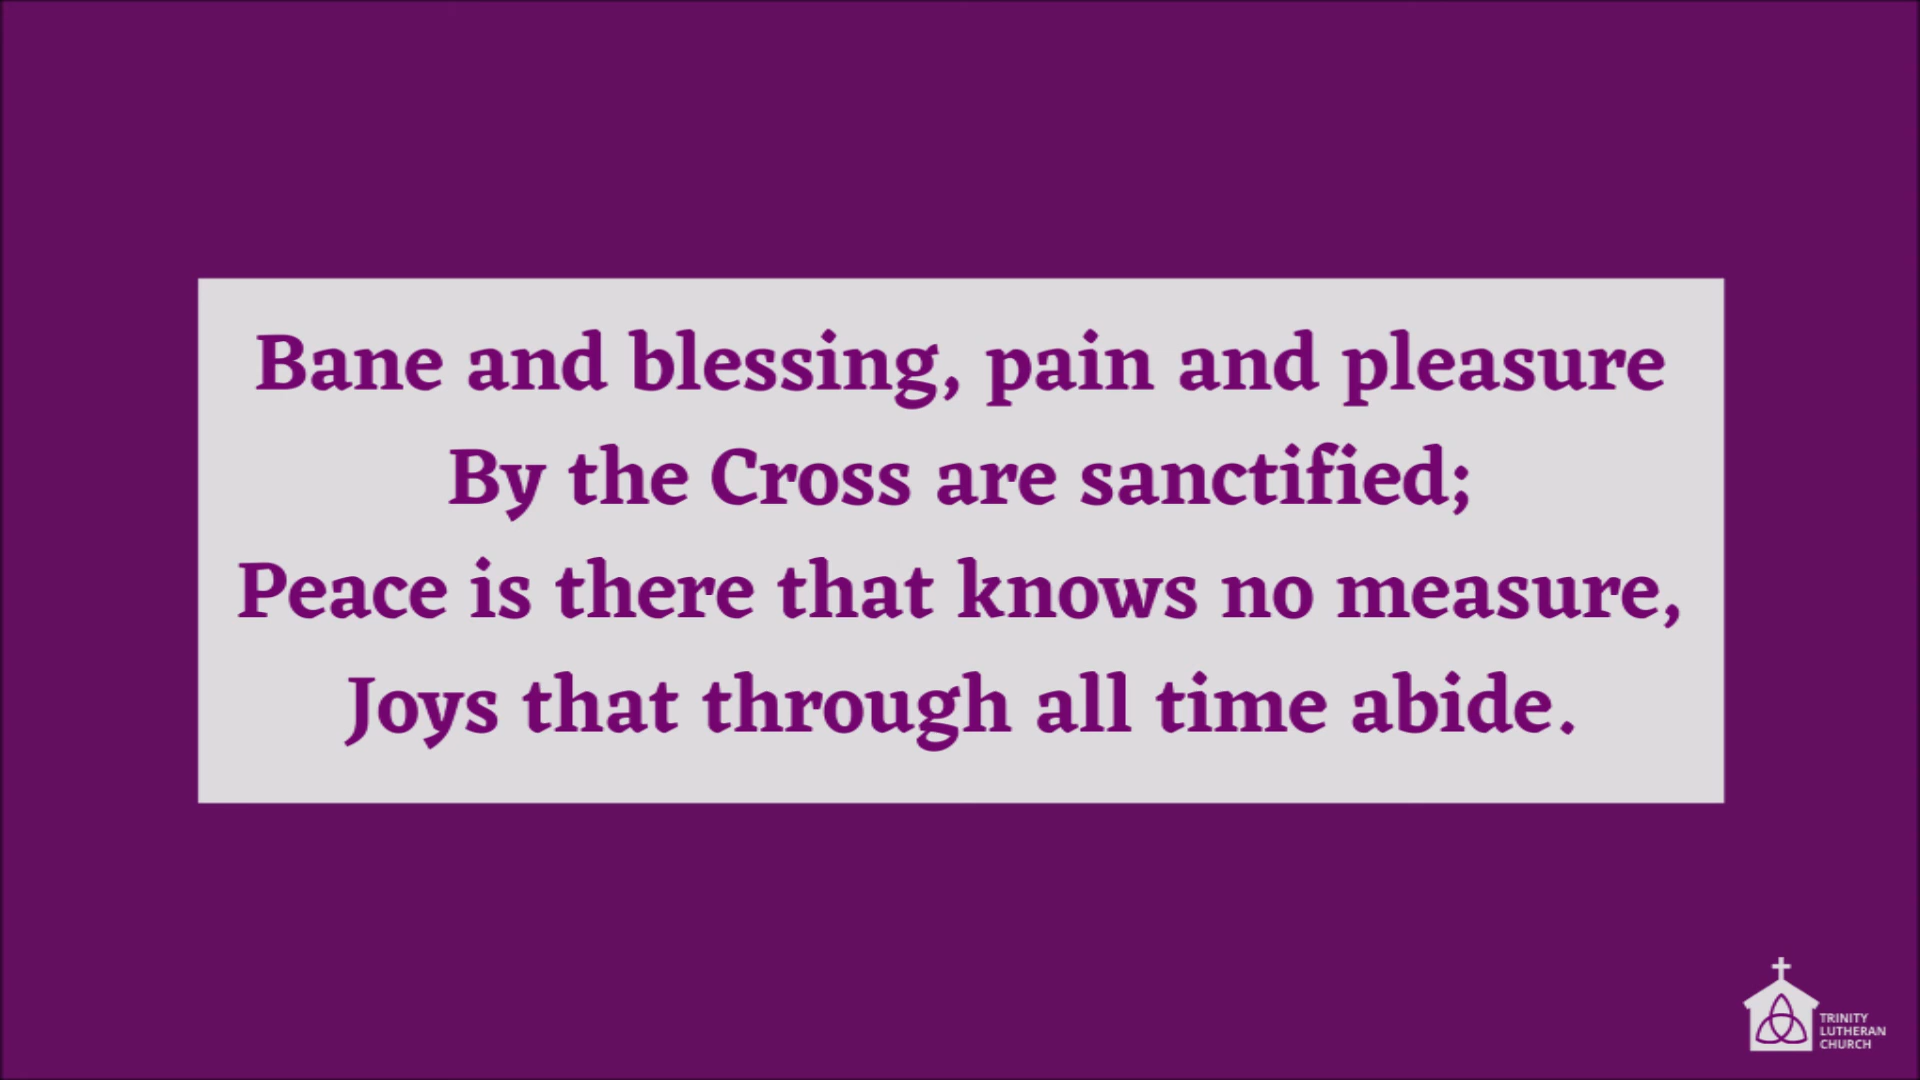 Bane and blessing, pain and pleasure
By the Cross are sanctified;
Peace is there that knows no measure,
Joys that through all time abide.
TRINITY
LUTHERAN
CHURCH